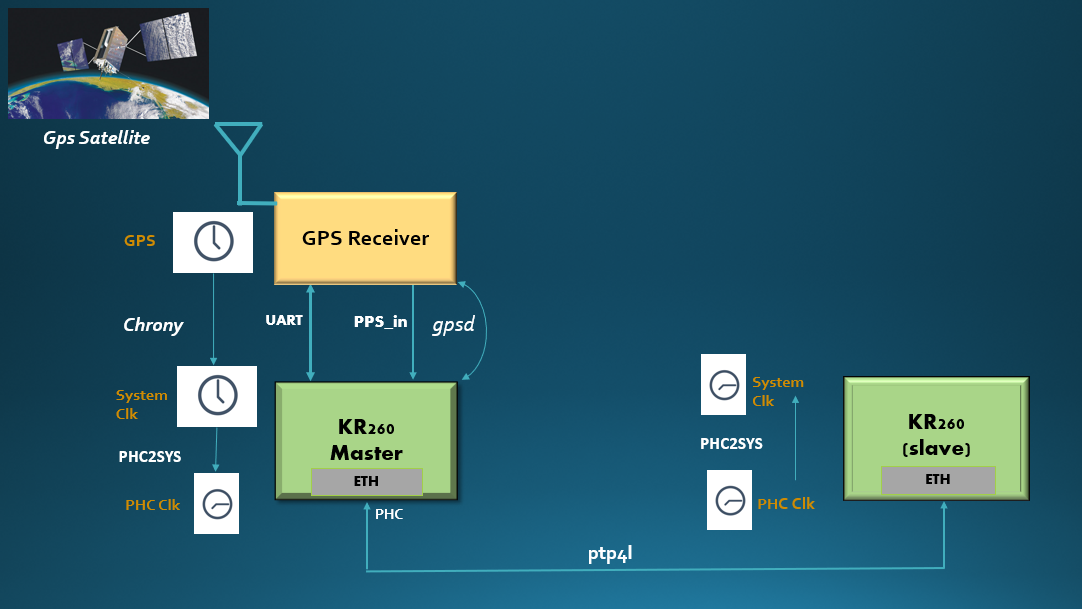 Gps Satellite
GPS
GPS Receiver
Chrony
UART
PPS_in
gpsd
System
Clk
PHC2SYS
PHC Clk
KR260
Master
ETH
PHC
System
Clk
PHC2SYS
PHC Clk
KR260
(slave)
ETH
ptp4l